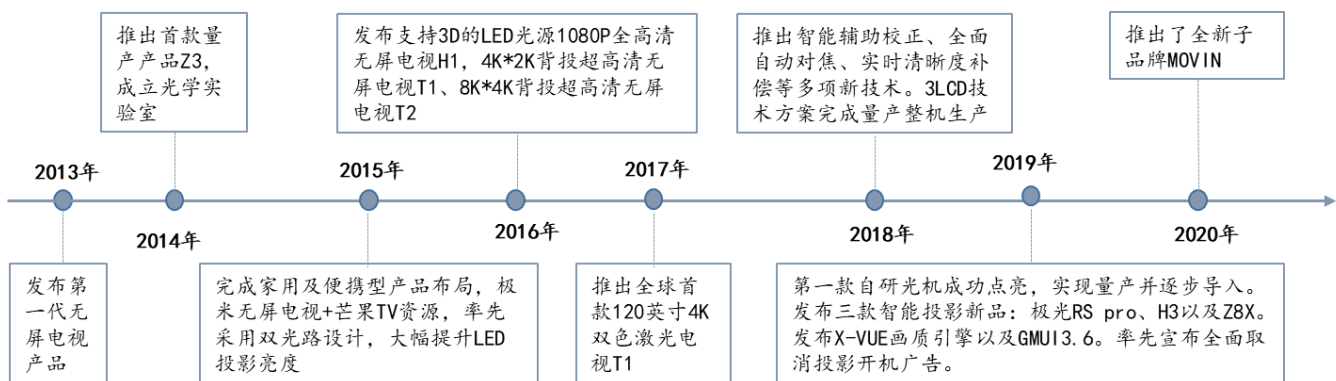 推出首款量
产产品Z3，
成立光学实
验室
发布支持3D的LED光源1080P全高清
无屏电视H1，4K*2K背投超高清无
屏电视T1、8K*4K背投超高清无屏
电视T2
推出智能辅助校正、全面
自动对焦、实时清晰度补
偿等多项新技术。3LCD技
术方案完成量产整机生产
推出了全新子
品牌MOVIN
2013年
2015年
2017年
2019年
2014年
2016年
2018年
2020年
发布第
一代无
屏电视
产品
完成家用及便携型产品布局，极
米无屏电视+芒果TV资源，率先
采用双光路设计，大幅提升LED
投影亮度
推出全球首
款120英寸4K
双色激光电
视T1
第一款自研光机成功点亮，实现量产并逐步导入。
发布三款智能投影新品：极光RS pro、H3以及Z8X。
发布X-VUE画质引擎以及GMUI3.6。率先宣布全面取
消投影开机广告。